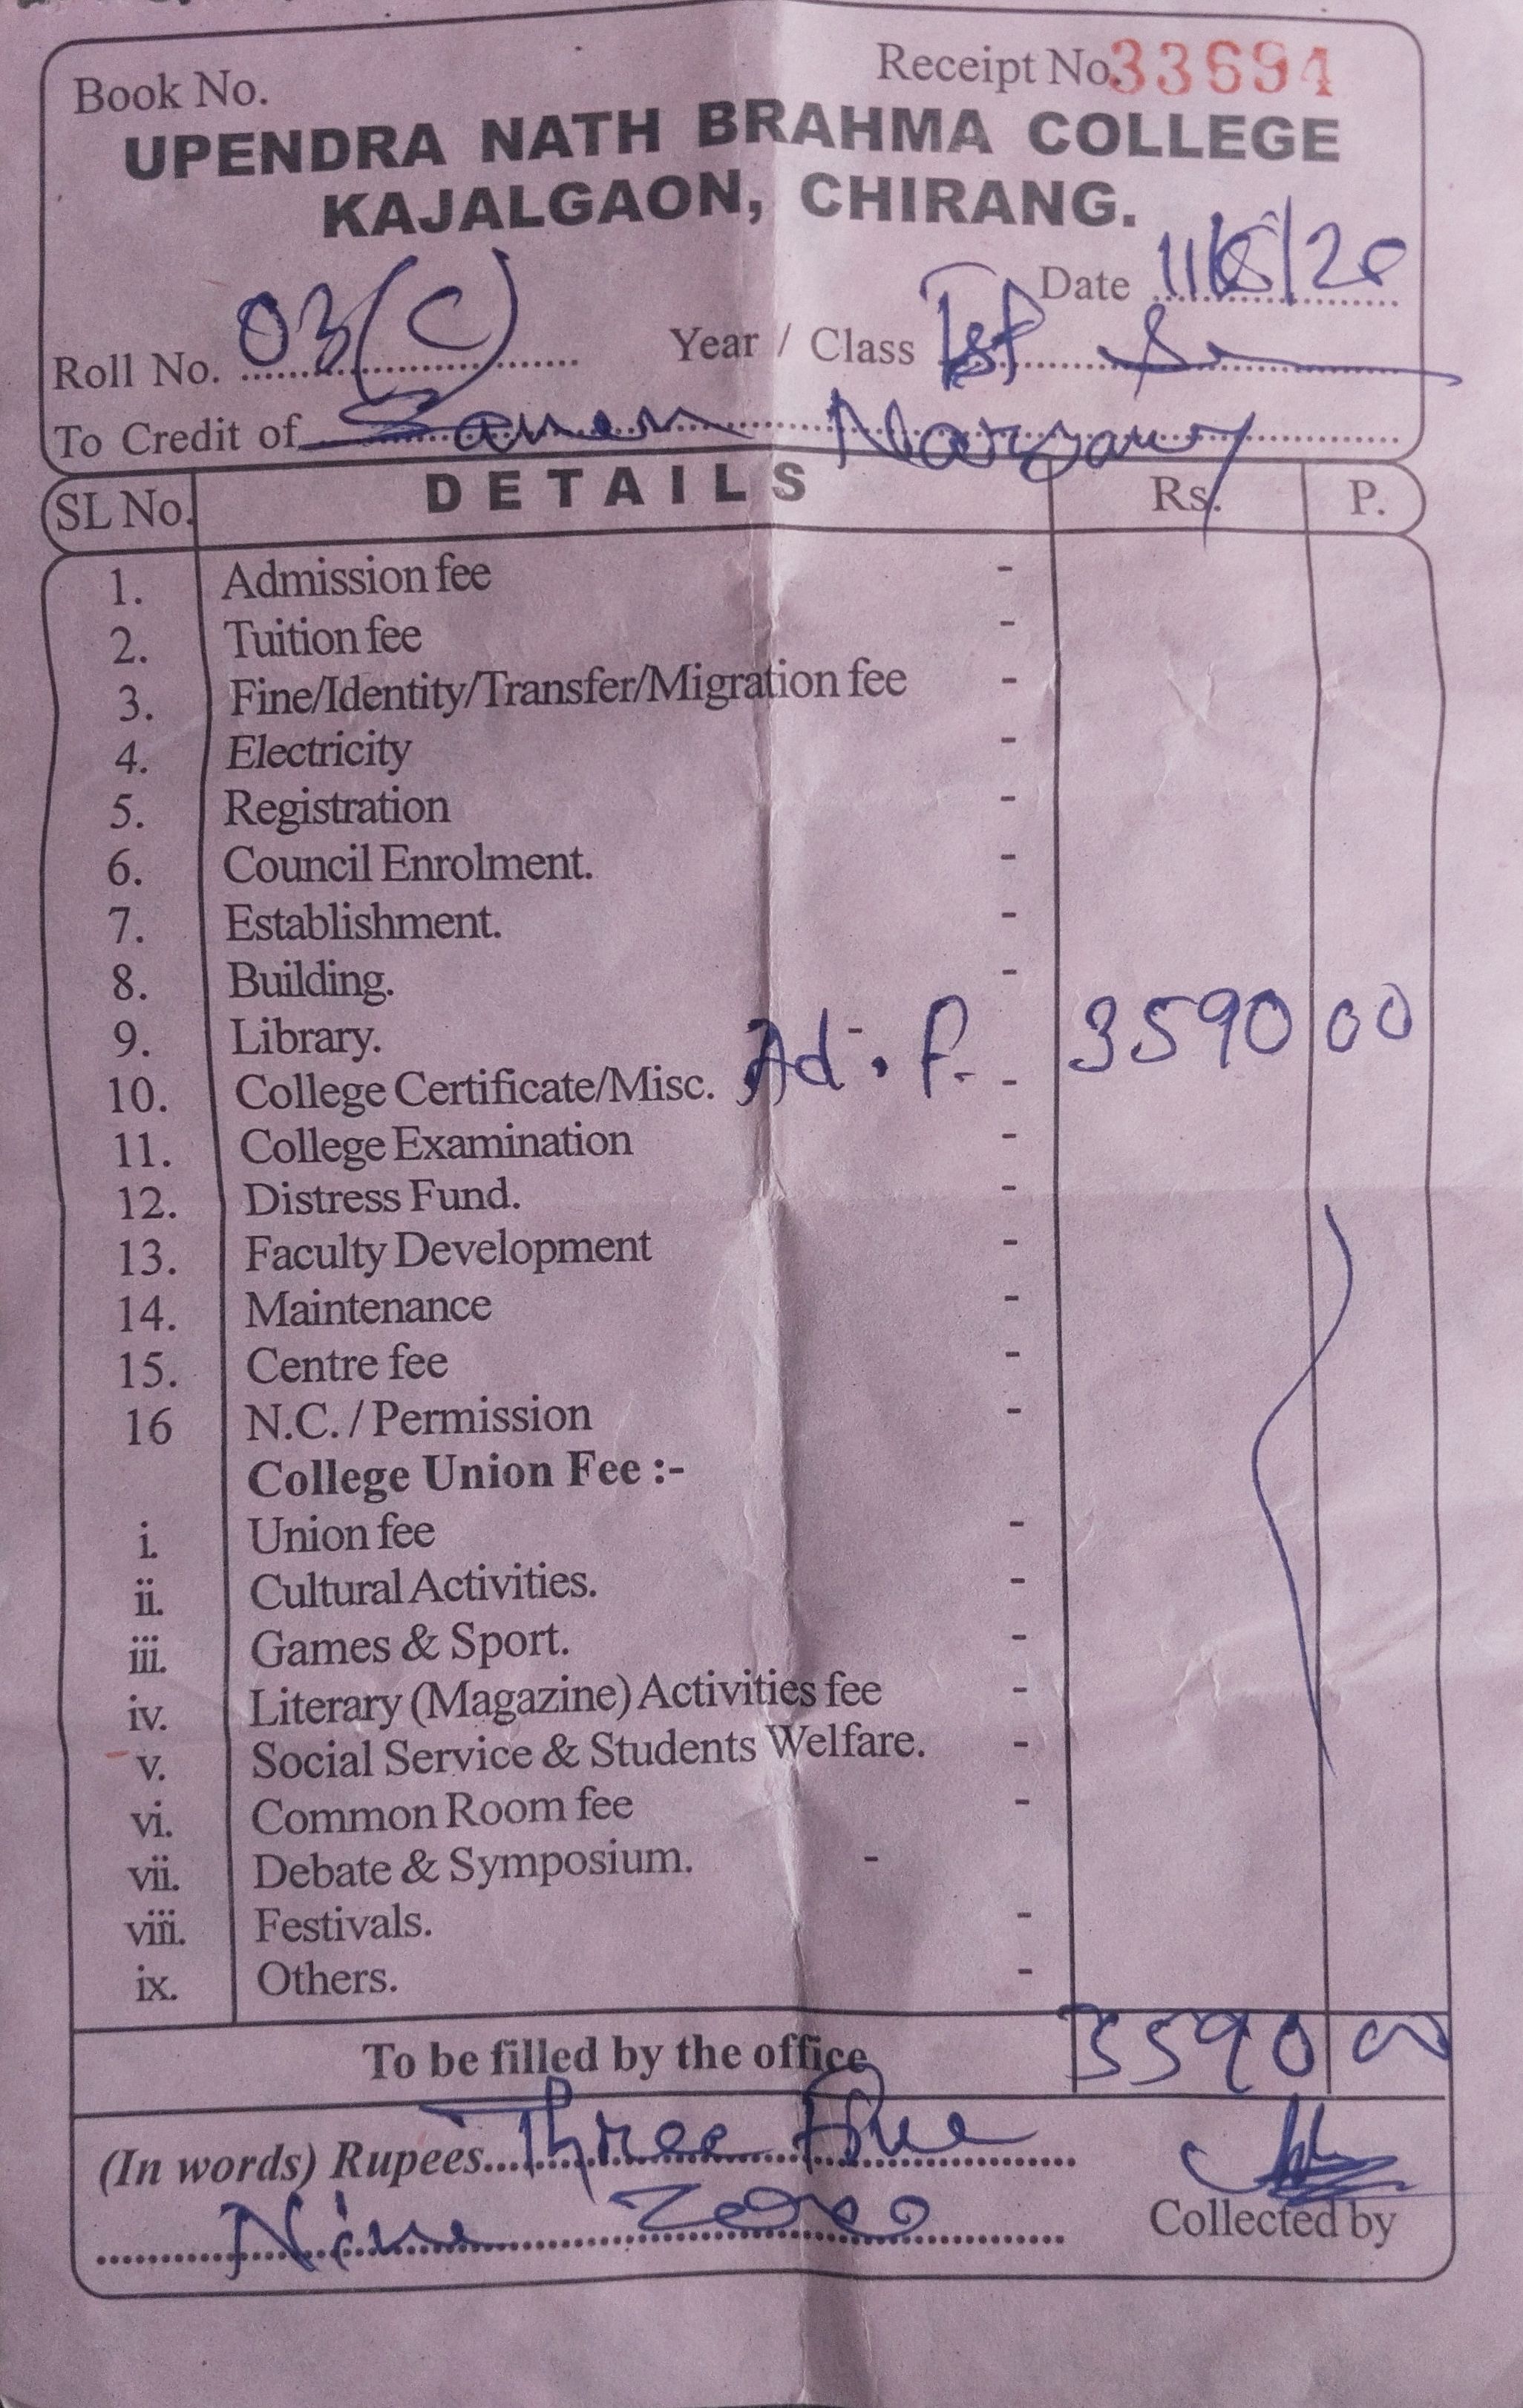 Book No. Receipt No. 33694
UPENDRA NATH BRAHMA COLLEGE
KAJALGAON, CHIRANG.
Date 11/8/20
Roll No. 03(C) Year / Class Ist
To Credit of Narzary
SL No. DETAILS Rs. P.
1. Admission fee -
2. Tuition fee -
3. Fine/Identity/Transfer/Migration fee -
4. Electricity -
5. Registration -
6. Council Enrolment. -
7. Establishment. -
8. Building. -
9. Library. -
Ad. f. 3590 00
10. College Certificate/Misc. -
11. College Examination -
12. Distress Fund. -
13. Faculty Development -
14. Maintenance -
15. Centre fee -
16 N.C. / Permission -
College Union Fee :-
i. Union fee -
ii. Cultural Activities. -
iii. Games & Sport. -
iv. Literary (Magazine) Activities fee -
v. Social Service & Students Welfare. -
vi. Common Room fee -
vii. Debate & Symposium. -
viii. Festivals. -
ix. Others. -
To be filled by the office 3590 00
(In words) Rupees Three Five
Nine Zero Collected by